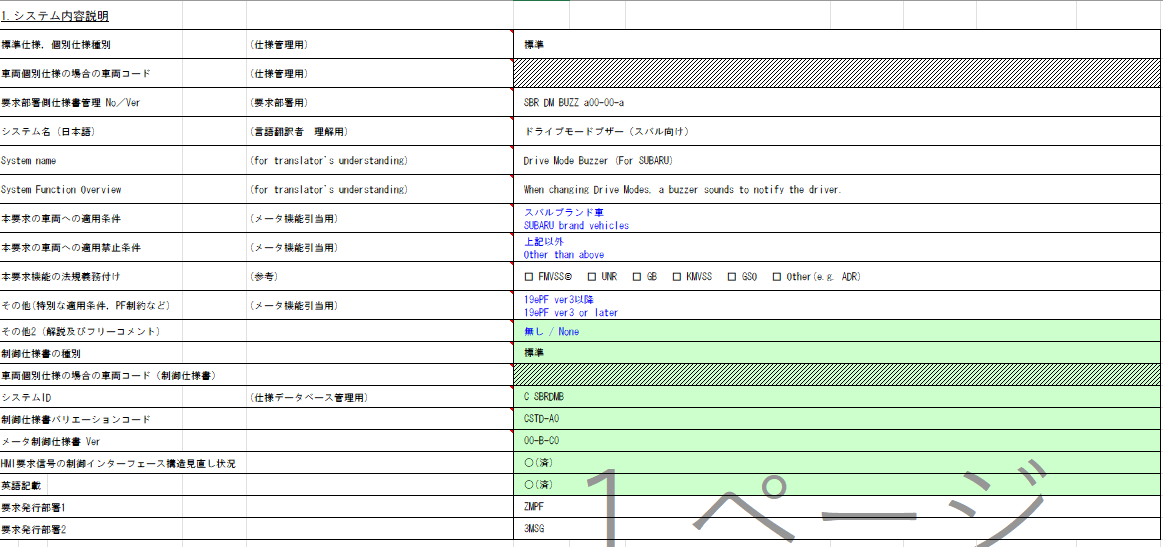 1. システム内容説明
標準仕様, 個別仕様種別 (仕様管理用) 標準
車両個別仕様の場合の車両コード (仕様管理用)
要求部署側仕様書管理 No／Ver (要求部署用) SBR DM BUZZ a00-00-a
システム名 (日本語) (言語翻訳者 理解用) ドライブモードブザー (スバル向け)
System name (for translator's understanding) Drive Mode Buzzer (For SUBARU)
System Function Overview (for translator's understanding) When changing Drive Modes, a buzzer sounds to notify the driver.
本要求の車両への適用条件 (メータ機能引当用) スバルブランド車
SUBARU brand vehicles
本要求の車両への適用禁止条件 (メータ機能引当用) 上記以外
Other than above
本要求機能の法規義務付け (参考) □ FMVSS© □ UNR □ GB □ KMVSS □ GSO □ Other(e.g. ADR)
その他(特別な適用条件, PF制約など) (メータ機能引当用) 19ePF ver3以降
19ePF ver3 or later
その他2 (解説及びフリーコメント) 無し / None
制御仕様書の種別 標準
車両個別仕様の場合の車両コード (制御仕様書)
システムID (仕様データベース管理用) C SBRDMB
制御仕様書バリエーションコード CSTD-A0
メータ制御仕様書 Ver 00-B-C0
HMI要求信号の制御インターフェース構造見直し状況 ○(済)
英語記載 ○(済)
要求発行部署1 ZMPF
要求発行部署2 3MSG
1 ページ